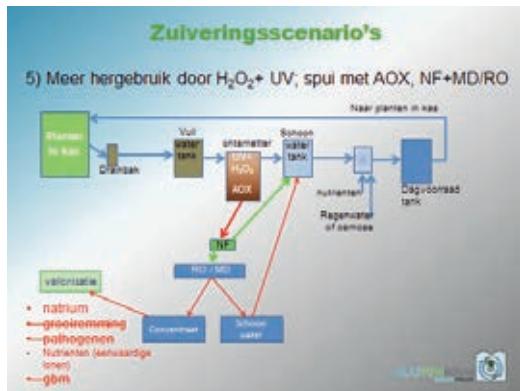 Zuiveringsscenario's
5) Meer hergebruik door H₂O₂+ UV; spui met AOX, NF+MD/RO
Naar planten in kas
Planten
in kas
Drainbak
Vuil
water
tank
ontsmetter
UV+
H₂O₂
AOX
Schoon
water
tank
nutrienten
Regenwater
of osmose
Dagvoorraad
tank
NF
RO / MD
valorisatie
Concentraat
Schoon
water
• natrium
• groeiremming
• pathogenen
• Nutrienten (eenwaardige
ionen)
• gbm